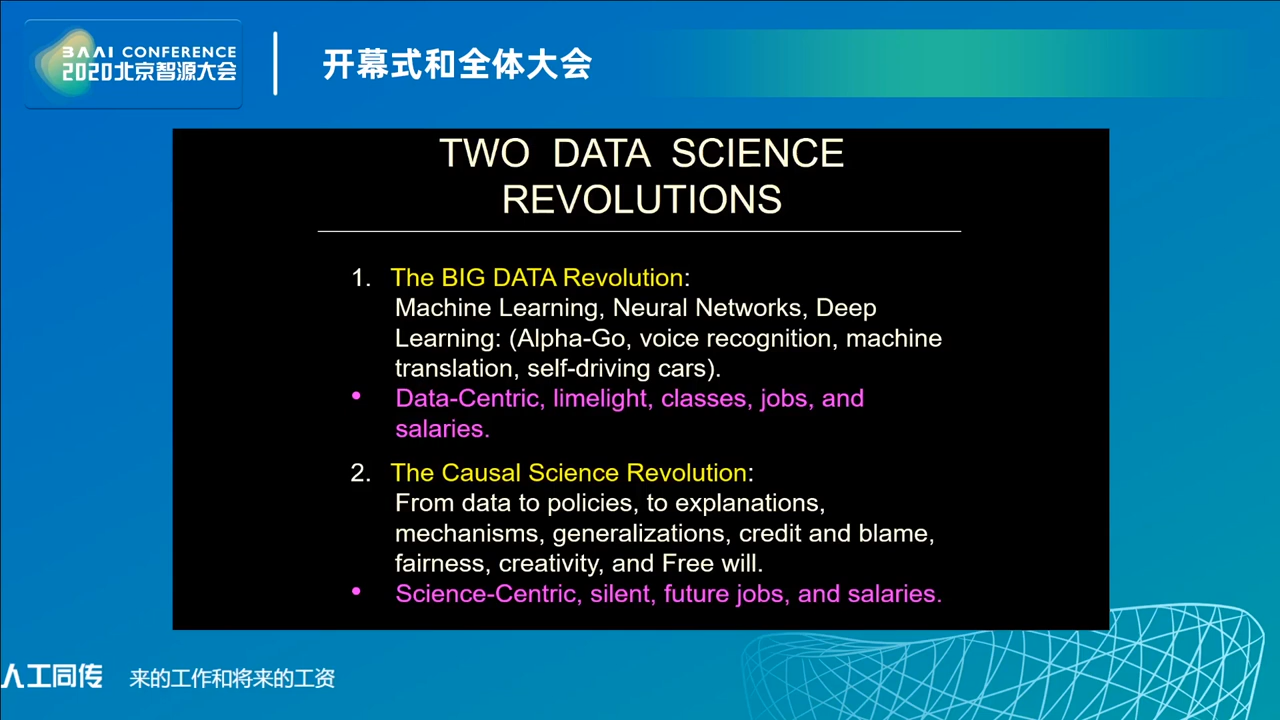 BAAI CONFERENCE
2020北京智源大会
开幕式和全体大会
TWO DATA SCIENCE
REVOLUTIONS
1. The BIG DATA Revolution:
Machine Learning, Neural Networks, Deep
Learning: (Alpha-Go, voice recognition, machine
translation, self-driving cars).
• Data-Centric, limelight, classes, jobs, and
salaries.
2. The Causal Science Revolution:
From data to policies, to explanations,
mechanisms, generalizations, credit and blame,
fairness, creativity, and Free will.
• Science-Centric, silent, future jobs, and salaries.
人工同传 来的工作和将来的工资